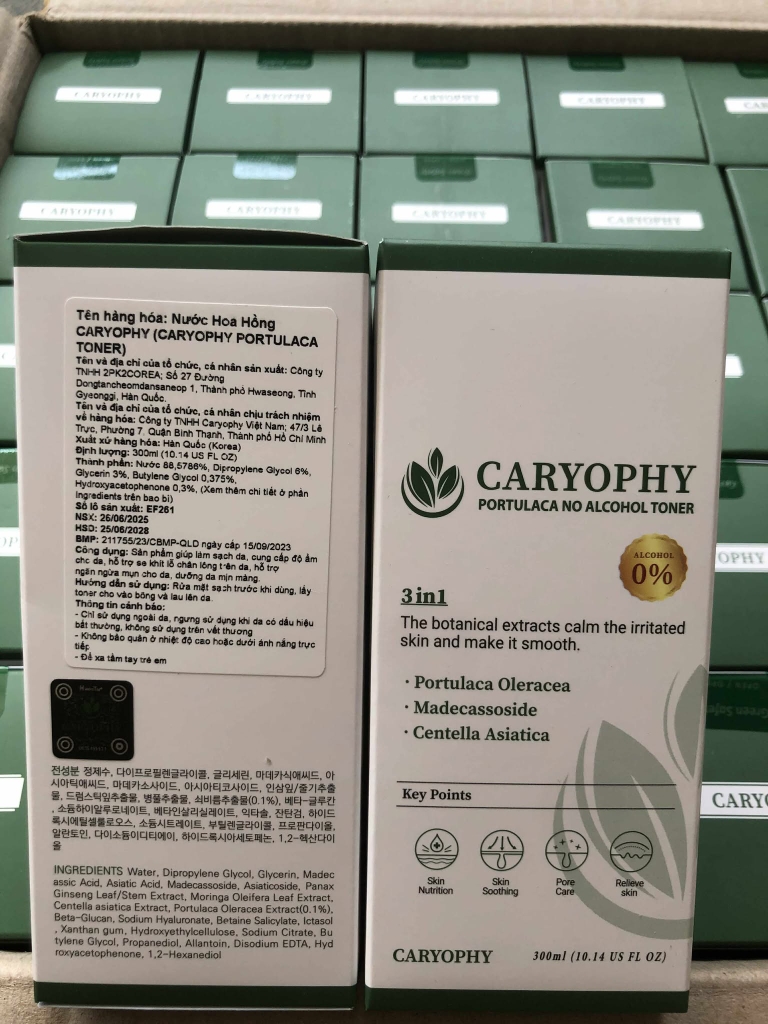 CARYOPHY
CARYOPHY
CARYOPHY
CARYOPHY
CARYOPHY
CARYOPHY
CARYOPHY
CARYOPHY
Tên hàng hóa: Nước Hoa Hồng
CARYOPHY (CARYOPHY PORTULACA
TONER)
Tên và địa chỉ của tổ chức, cá nhân sản xuất: Công ty
TNHH 2PK2COREA; Số 27 Đường
Dongtancheomdansaneop 1, Thành phố Hwaseong, Tỉnh
Gyeonggi, Hàn Quốc.
Tên và địa chỉ của tổ chức, cá nhân chịu trách nhiệm
về hàng hóa: Công ty TNHH Caryophy Việt Nam; 47/3 Lê
Trực, Phường 7, Quận Bình Thạnh, Thành phố Hồ Chí Minh
Xuất xứ hàng hóa: Hàn Quốc (Korea)
Định lượng: 300ml (10.14 US FL OZ)
Thành phần: Nước 88,5786%, Dipropylene Glycol 6%,
Glycerin 3%, Butylene Glycol 0,375%,
Hydroxyacetophenone 0,3%, (Xem thêm chi tiết ở phần
ingredients trên bao bì)
Số lô sản xuất: EF261
NSX: 26/06/2025
HSD: 25/06/2028
BMP: 211755/23/CBMP-QLD ngày cấp 15/09/2023
Công dụng: Sản phẩm giúp làm sạch da, cung cấp độ ẩm
cho da, hỗ trợ se khít lỗ chân lông trên da, hỗ trợ
ngăn ngừa mụn cho da, dưỡng da mịn màng.
Hướng dẫn sử dụng: Rửa mặt sạch trước khi dùng, lấy
toner cho vào bông và lau lên da.
Thông tin cảnh báo:
- Chỉ sử dụng ngoài da, ngưng sử dụng khi da có dấu hiệu
bất thường, không sử dụng trên vết thương
- Không bảo quản ở nhiệt độ cao hoặc dưới ánh nắng trực
tiếp
- Để xa tầm tay trẻ em
전성분 정제수, 다이프로필렌글라이콜, 글리세린, 마데카식애씨드, 아
시아틱애씨드, 마데카소사이드, 아시아티코사이드, 인삼잎/줄기추출
물, 드럼스틱잎추출물, 병풀추출물, 쇠비름추출물(0.1%), 베타-글루칸
, 소듐하이알루로네이트, 베타인살리실레이트, 익타솔, 잔탄검, 하이드
록시에틸셀룰로오스, 소듐시트레이트, 부틸렌글라이콜, 프로판다이올,
알란토인, 다이소듐이디티에이, 하이드록시아세토페논, 1,2-헥산다이
올
INGREDIENTS Water, Dipropylene Glycol, Glycerin, Madec
assic Acid, Asiatic Acid, Madecassoside, Asiaticoside, Panax
Ginseng Leaf/Stem Extract, Moringa Oleifera Leaf Extract,
Centella asiatica Extract, Portulaca Oleracea Extract(0.1%),
Beta-Glucan, Sodium Hyaluronate, Betaine Salicylate, Ictasol
, Xanthan gum, Hydroxyethylcellulose, Sodium Citrate, Bu
tylene Glycol, Propanediol, Allantoin, Disodium EDTA, Hyd
roxyacetophenone, 1,2-Hexanediol
CARYOPHY
PORTULACA NO ALCOHOL TONER
ALCOHOL
0%
3in1
The botanical extracts calm the irritated
skin and make it smooth.
· Portulaca Oleracea
· Madecassoside
· Centella Asiatica
Key Points
Skin
Nutrition
Skin
Soothing
Pore
Care
Relieve
skin
CARYOPHY
300ml (10.14 US FL OZ)